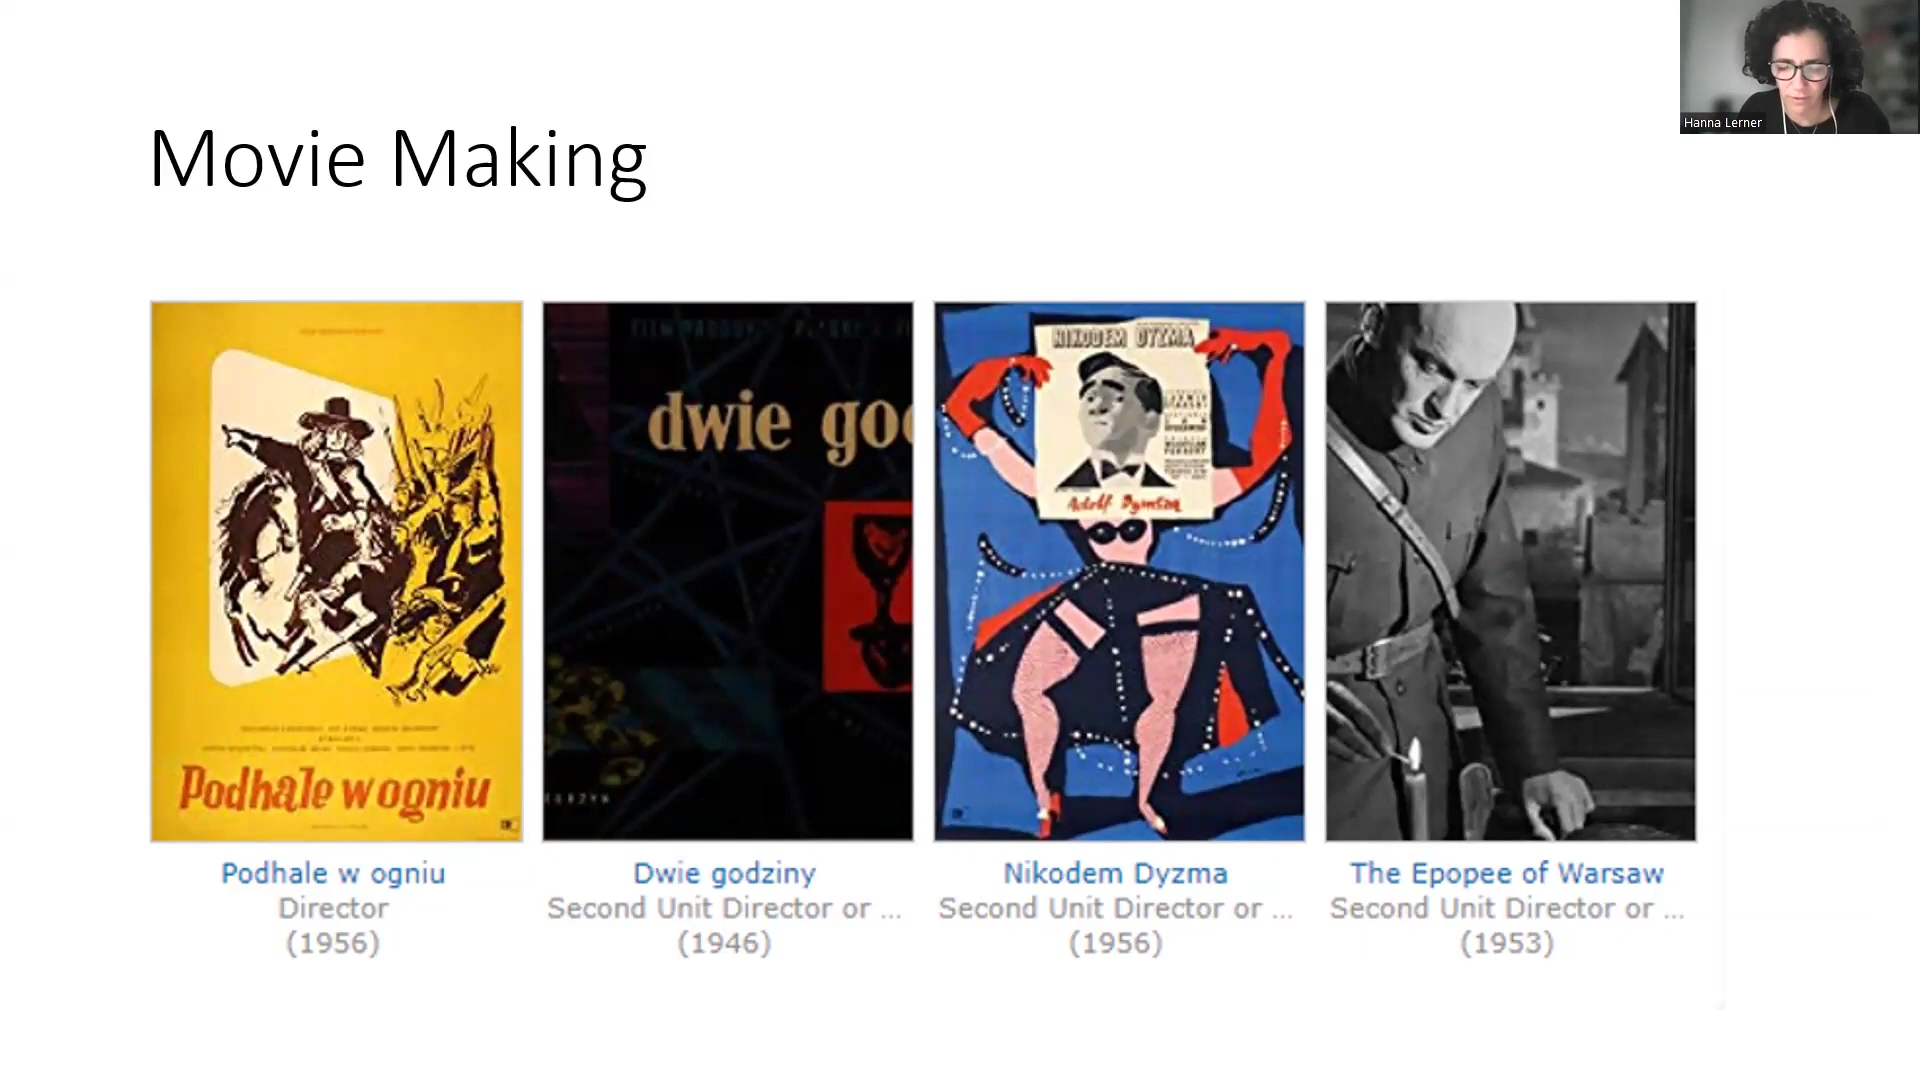 Hanna Lerner
Movie Making
dwie go
NIKODEM DYZMA
Adolf Dymsza
Podhale w ogniu
Podhale w ogniu
Director
(1956)
Dwie godziny
Second Unit Director or ...
(1946)
Nikodem Dyzma
Second Unit Director or ...
(1956)
The Epopee of Warsaw
Second Unit Director or ...
(1953)